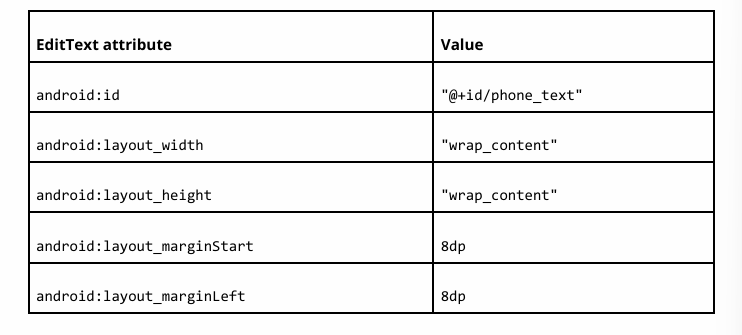 EditText attribute Value
android:id "@+id/phone_text"
android:layout_width "wrap_content"
android:layout_height "wrap_content"
android:layout_marginStart 8dp
android:layout_marginLeft 8dp